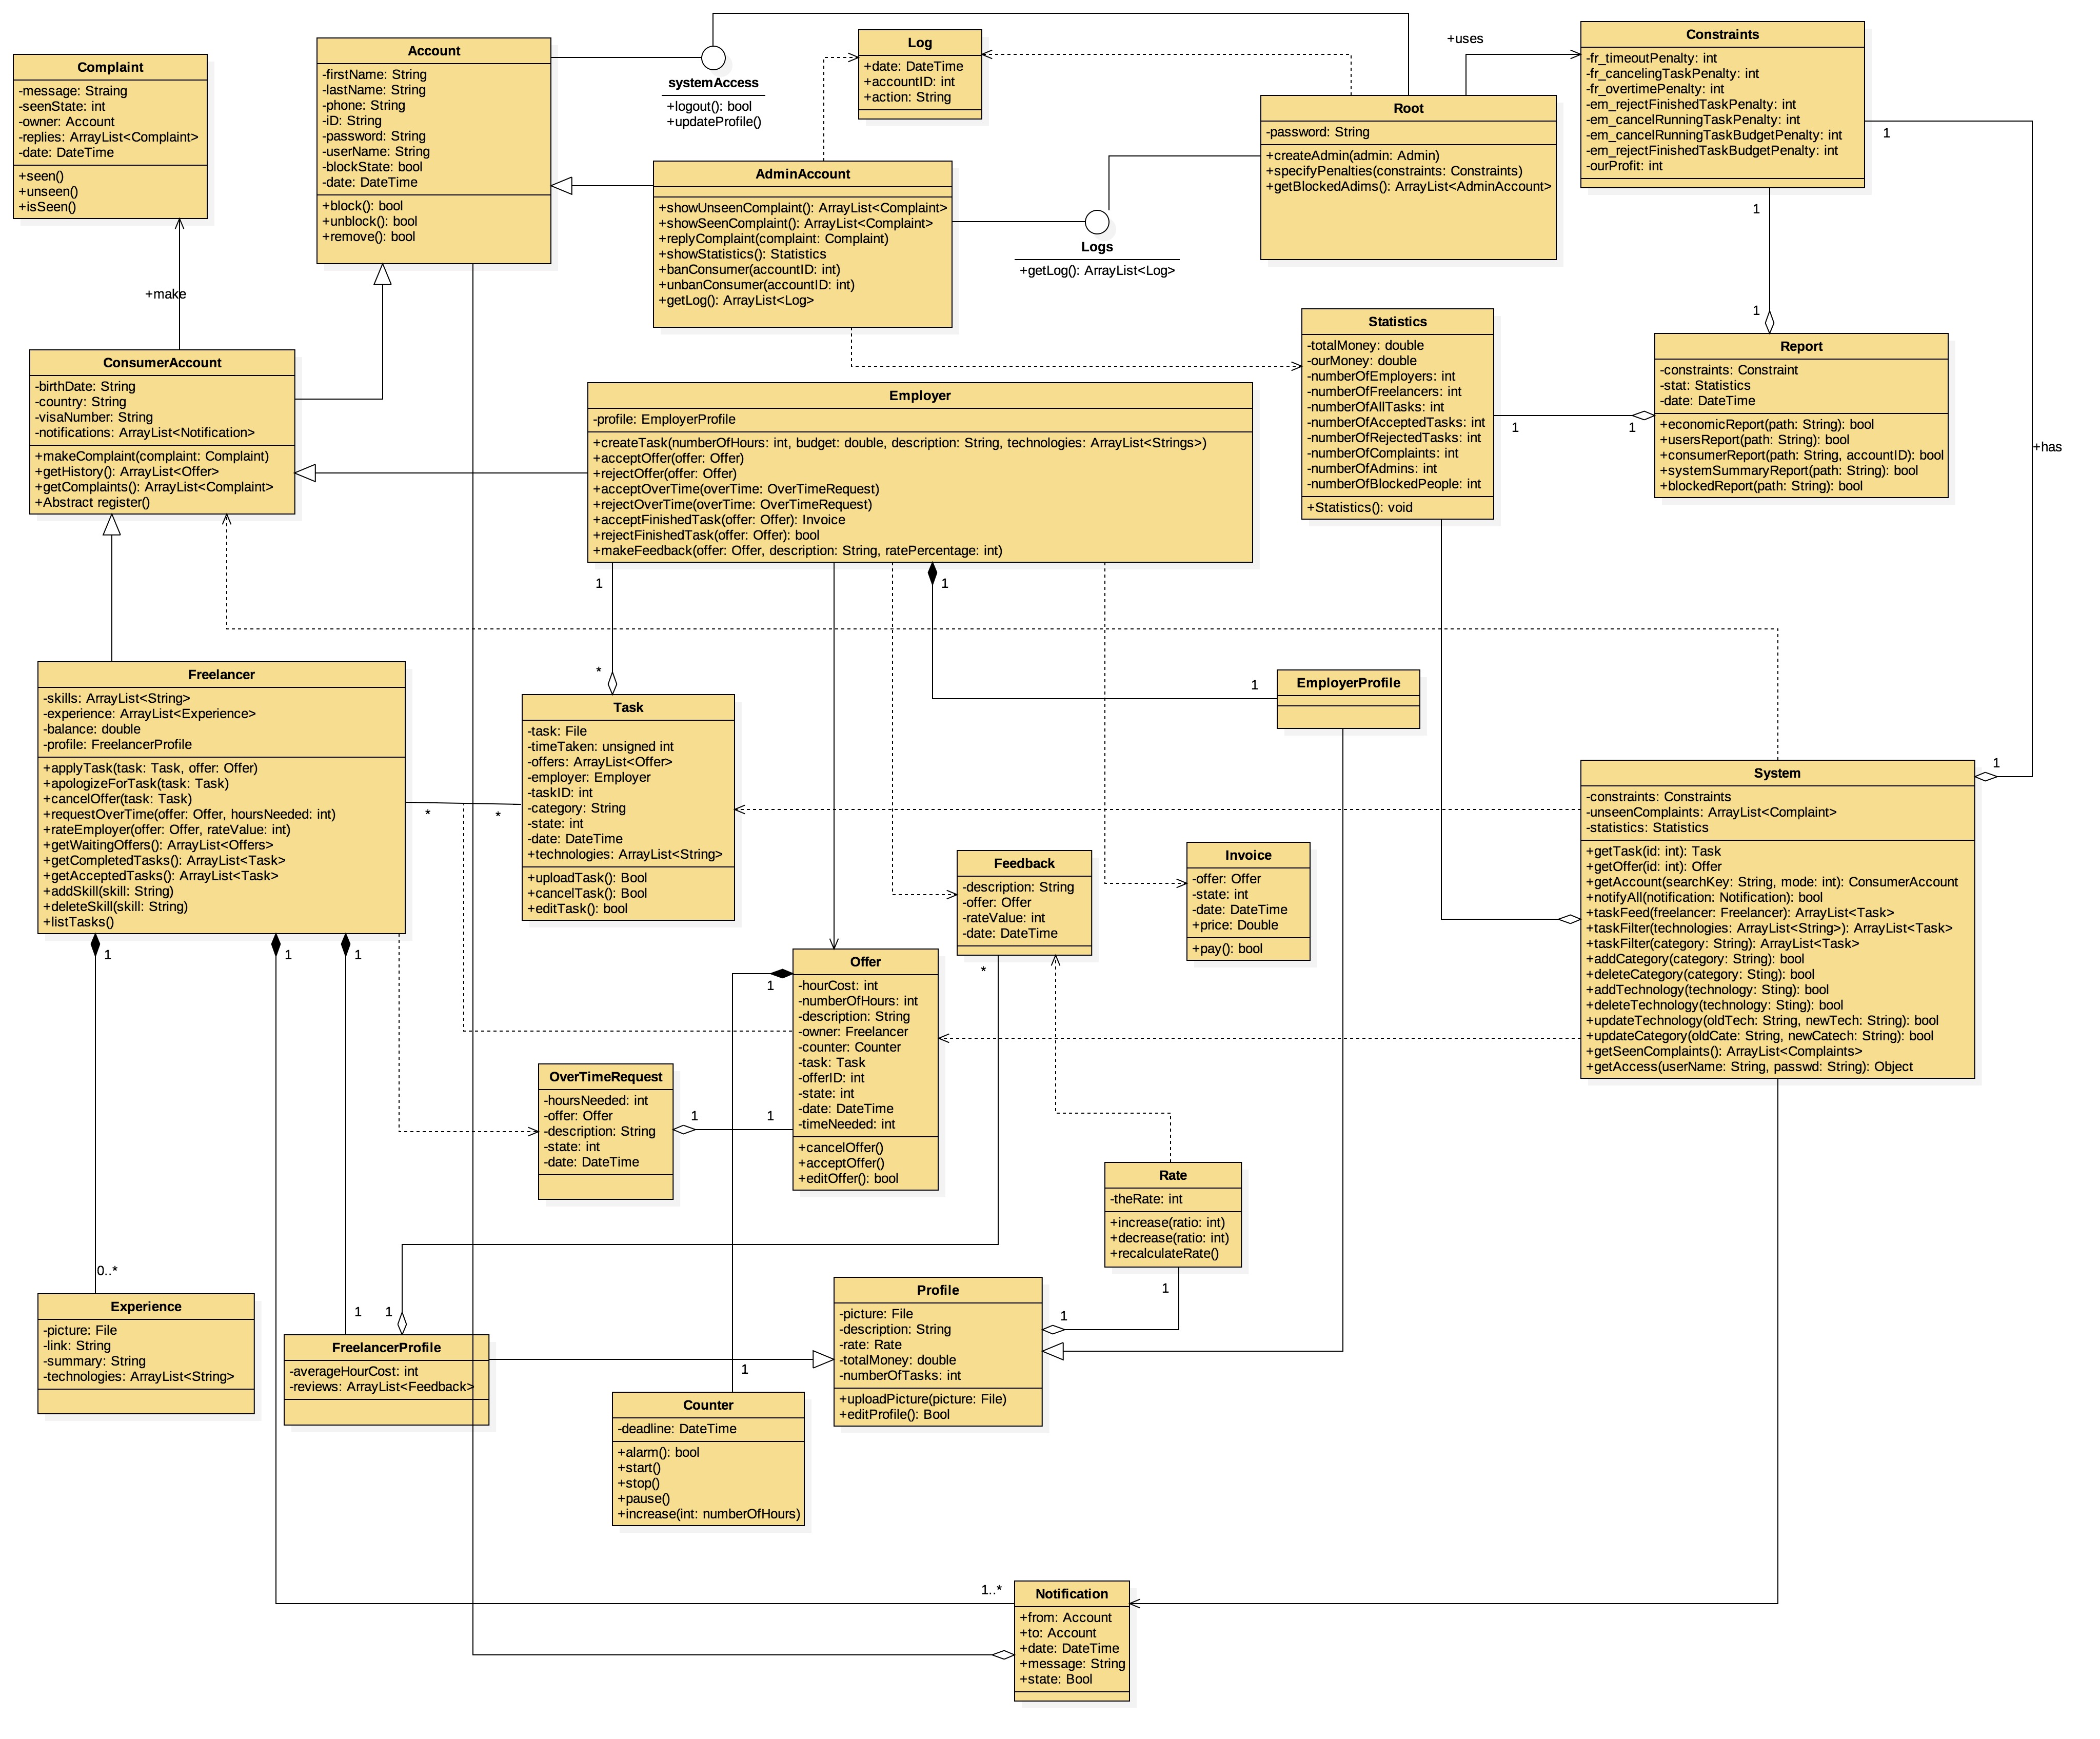 Complaint
-message: Straing
-seenState: int
-owner: Account
-replies: ArrayList<Complaint>
-date: DateTime
+seen()
+unseen()
+isSeen()
Account
-firstName: String
-lastName: String
-phone: String
-iD: String
-password: String
-userName: String
-blockState: bool
-date: DateTime
+block(): bool
+unblock(): bool
+remove(): bool
systemAccess
+logout(): bool
+updateProfile()
Log
+date: DateTime
+accountID: int
+action: String
+uses
Constraints
-fr_timeoutPenalty: int
-fr_cancelingTaskPenalty: int
-fr_overtimePenalty: int
-em_rejectFinishedTaskPenalty: int
-em_cancelRunningTaskPenalty: int
-em_cancelRunningTaskBudgetPenalty: int
-em_rejectFinishedTaskBudgetPenalty: int
-ourProfit: int
1
1
Root
-password: String
+createAdmin(admin: Admin)
+specifyPenalties(constraints: Constraints)
+getBlockedAdims(): ArrayList<AdminAccount>
AdminAccount
+showUnseenComplaint(): ArrayList<Complaint>
+showSeenComplaint(): ArrayList<Complaint>
+replyComplaint(complaint: Complaint)
+showStatistics(): Statistics
+banConsumer(accountID: int)
+unbanConsumer(accountID: int)
+getLog(): ArrayList<Log>
Logs
+getLog(): ArrayList<Log>
+make
ConsumerAccount
-birthDate: String
-country: String
-visaNumber: String
-notifications: ArrayList<Notification>
+makeComplaint(complaint: Complaint)
+getHistory(): ArrayList<Offer>
+getComplaints(): ArrayList<Complaint>
+Abstract register()
Statistics
-totalMoney: double
-ourMoney: double
-numberOfEmployers: int
-numberOfFreelancers: int
-numberOfAllTasks: int
-numberOfAcceptedTasks: int
-numberOfRejectedTasks: int
-numberOfComplaints: int
-numberOfAdmins: int
-numberOfBlockedPeople: int
+Statistics(): void
1
1
1
Report
-constraints: Constraint
-stat: Statistics
-date: DateTime
+economicReport(path: String): bool
+usersReport(path: String): bool
+consumerReport(path: String, accountID): bool
+systemSummaryReport(path: String): bool
+blockedReport(path: String): bool
+has
Employer
-profile: EmployerProfile
+createTask(numberOfHours: int, budget: double, description: String, technologies: ArrayList<Strings>)
+acceptOffer(offer: Offer)
+rejectOffer(offer: Offer)
+acceptOverTime(overTime: OverTimeRequest)
+rejectOverTime(overTime: OverTimeRequest)
+acceptFinishedTask(offer: Offer): Invoice
+rejectFinishedTask(offer: Offer): bool
+makeFeedback(offer: Offer, description: String, ratePercentage: int)
1
1
*
1
Freelancer
-skills: ArrayList<String>
-experience: ArrayList<Experience>
-balance: double
-profile: FreelancerProfile
+applyTask(task: Task, offer: Offer)
+apologizeForTask(task: Task)
+cancelOffer(task: Task)
+requestOverTime(offer: Offer, hoursNeeded: int)
+rateEmployer(offer: Offer, rateValue: int)
+getWaitingOffers(): ArrayList<Offers>
+getCompletedTasks(): ArrayList<Task>
+getAcceptedTasks(): ArrayList<Task>
+addSkill(skill: String)
+deleteSkill(skill: String)
+listTasks()
*
*
Task
-task: File
-timeTaken: unsigned int
-offers: ArrayList<Offer>
-employer: Employer
-taskID: int
-category: String
-state: int
-date: DateTime
+technologies: ArrayList<String>
+uploadTask(): Bool
+cancelTask(): Bool
+editTask(): bool
EmployerProfile
1
System
-constraints: Constraints
-unseenComplaints: ArrayList<Complaint>
-statistics: Statistics
+getTask(id: int): Task
+getOffer(id: int): Offer
+getAccount(searchKey: String, mode: int): ConsumerAccount
+notifyAll(notification: Notification): bool
+taskFeed(freelancer: Freelancer): ArrayList<Task>
+taskFilter(technologies: ArrayList<String>): ArrayList<Task>
+taskFilter(category: String): ArrayList<Task>
+addCategory(category: String): bool
+deleteCategory(category: Sting): bool
+addTechnology(technology: Sting): bool
+deleteTechnology(technology: Sting): bool
+updateTechnology(oldTech: String, newTech: String): bool
+updateCategory(oldCate: String, newCatech: String): bool
+getSeenComplaints(): ArrayList<Complaints>
+getAccess(userName: String, passwd: String): Object
Feedback
-description: String
-offer: Offer
-rateValue: int
-date: DateTime
*
Invoice
-offer: Offer
-state: int
-date: DateTime
+price: Double
+pay(): bool
1
1
1
1
Offer
-hourCost: int
-numberOfHours: int
-description: String
-owner: Freelancer
-counter: Counter
-task: Task
-offerID: int
-state: int
-date: DateTime
-timeNeeded: int
+cancelOffer()
+acceptOffer()
+editOffer(): bool
OverTimeRequest
-hoursNeeded: int
-offer: Offer
-description: String
-state: int
-date: DateTime
1
1
Rate
-theRate: int
+increase(ratio: int)
+decrease(ratio: int)
+recalculateRate()
1
0..*
Experience
-picture: File
-link: String
-summary: String
-technologies: ArrayList<String>
1
1
FreelancerProfile
-averageHourCost: int
-reviews: ArrayList<Feedback>
Profile
-picture: File
-description: String
-rate: Rate
-totalMoney: double
-numberOfTasks: int
+uploadPicture(picture: File)
+editProfile(): Bool
1
1
Counter
-deadline: DateTime
+alarm(): bool
+start()
+stop()
+pause()
+increase(int: numberOfHours)
1..*
Notification
+from: Account
+to: Account
+date: DateTime
+message: String
+state: Bool